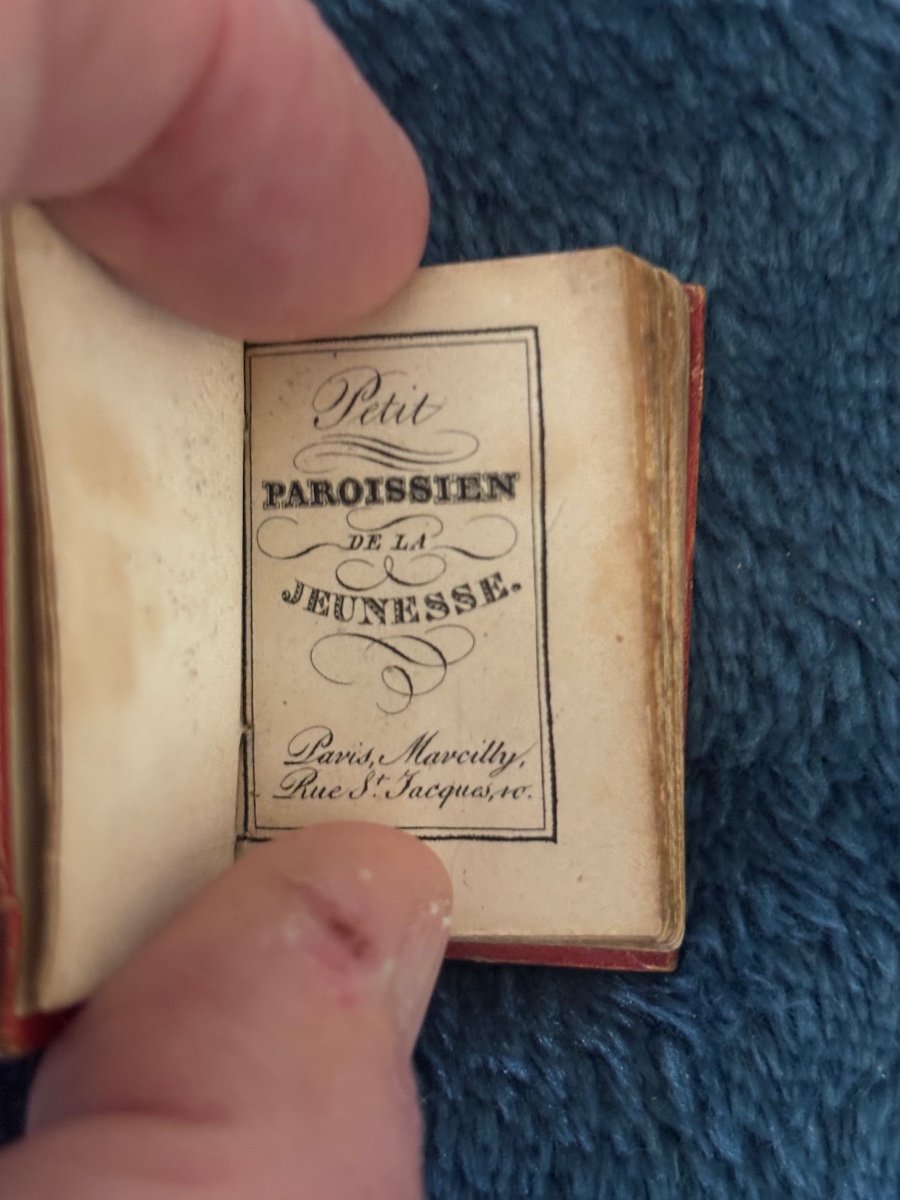 Petit
PAROISSIEN
DE LA
JEUNESSE.
Paris, Marcilly,
Rue St. Jacques, 10.